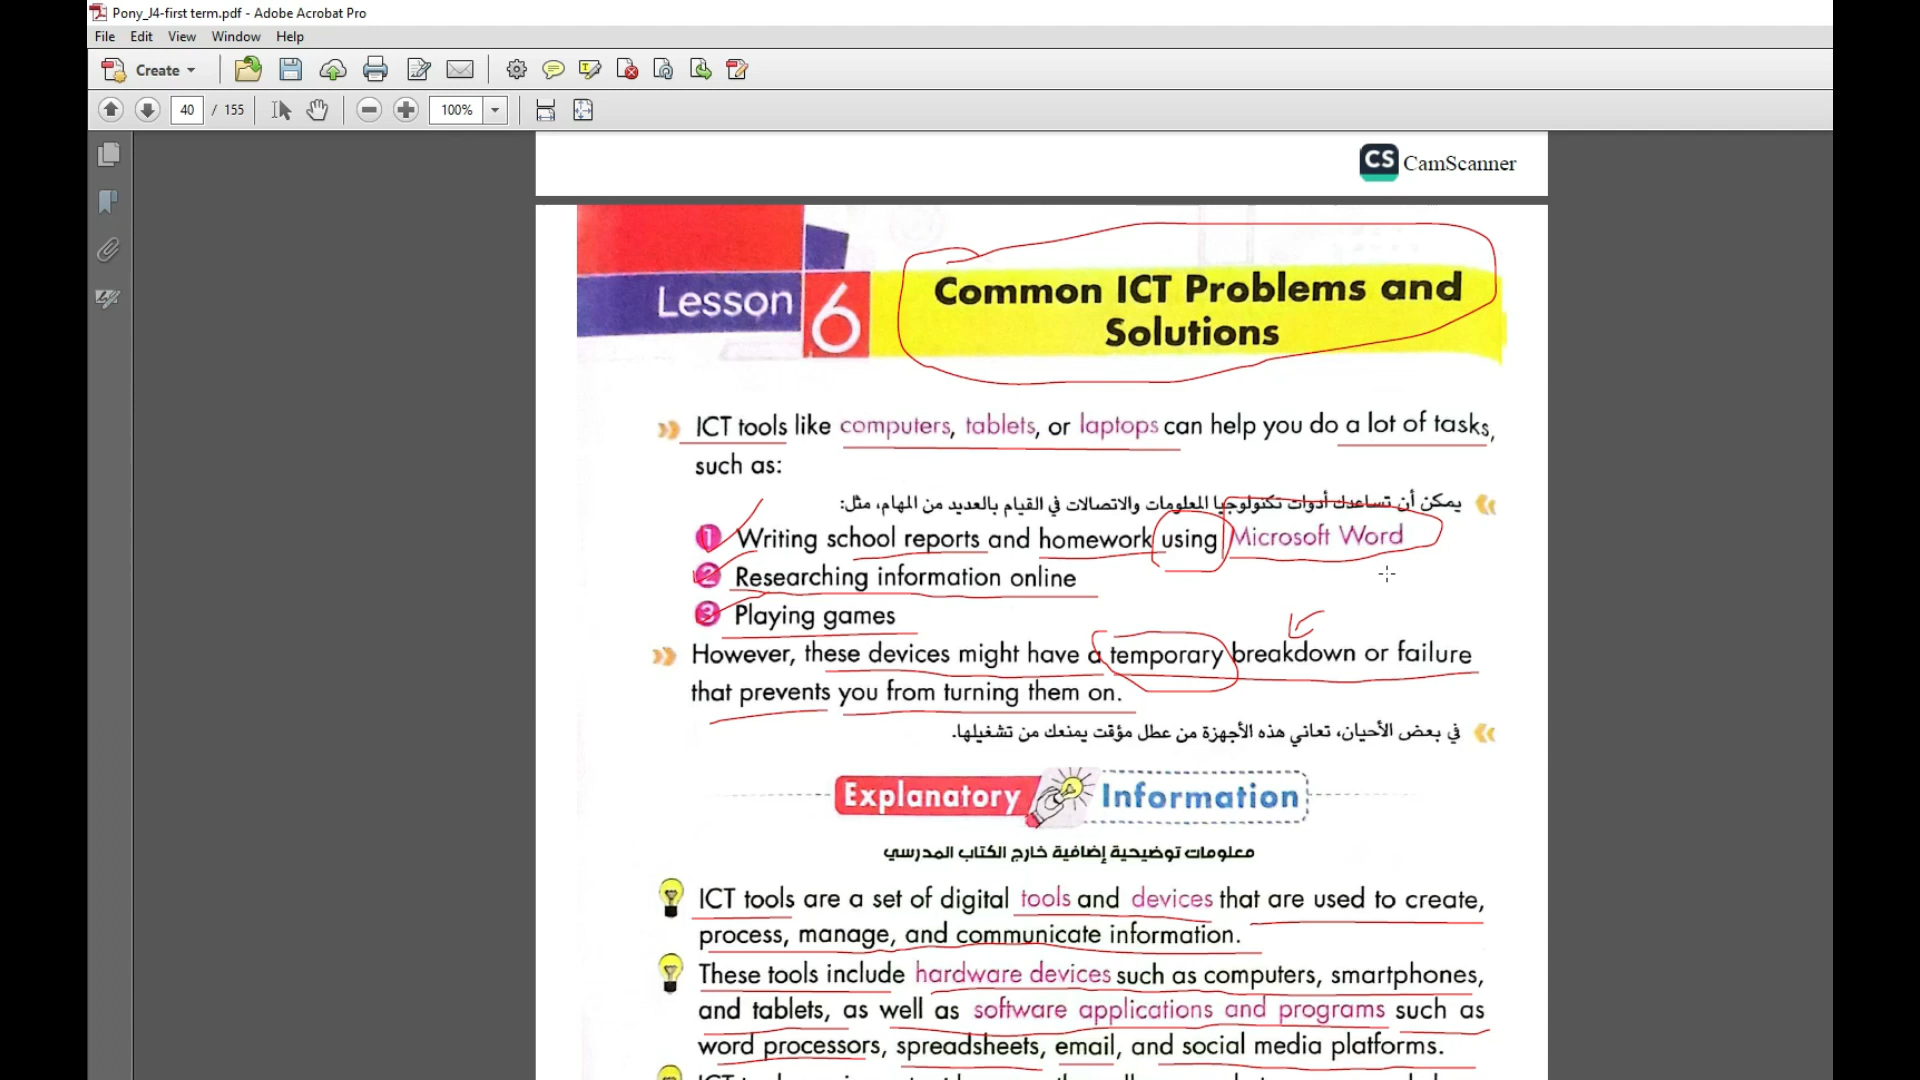 Pony_J4-first term.pdf - Adobe Acrobat Pro
File Edit View Window Help
Create
40 / 155 100%
CS CamScanner
Lesson 6 Common ICT Problems and
Solutions
ICT tools like computers, tablets, or laptops can help you do a lot of tasks,
such as:
يمكن أن تساعدك أدوات تكنولوجيا المعلومات والاتصالات في القيام بالعديد من المهام، مثل:
1 Writing school reports and homework using Microsoft Word
2 Researching information online
3 Playing games
However, these devices might have a temporary breakdown or failure
that prevents you from turning them on.
في بعض الأحيان، تعاني هذه الأجهزة من عطل مؤقت يمنعك من تشغيلها.
Explanatory Information
معلومات توضيحية إضافية خارج الكتاب المدرسي
ICT tools are a set of digital tools and devices that are used to create,
process, manage, and communicate information.
These tools include hardware devices such as computers, smartphones,
and tablets, as well as software applications and programs such as
word processors, spreadsheets, email, and social media platforms.